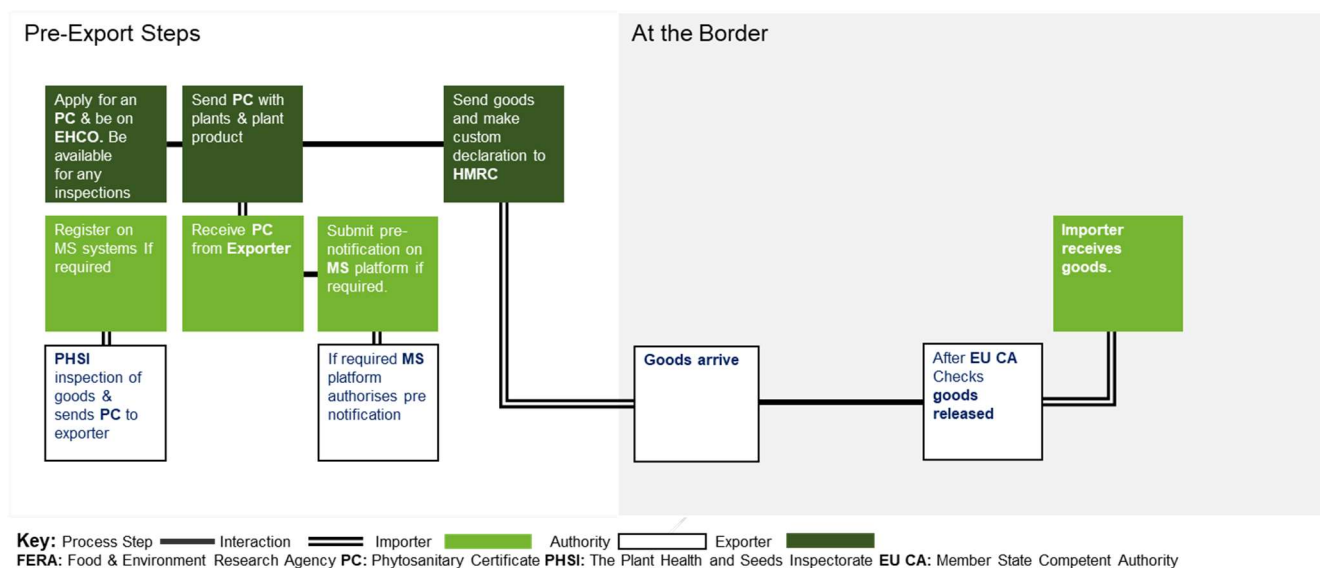 Pre-Export Steps
At the Border
Apply for an
PC & be on
EHCO. Be
available
for any
inspections
Send PC with
plants & plant
product
Send goods
and make
custom
declaration to
HMRC
Register on
MS systems If
required
Receive PC
from Exporter
Submit pre-
notification on
MS platform if
required.
Importer
receives
goods.
PHSI
inspection of
goods &
sends PC to
exporter
If required MS
platform
authorises pre
notification
Goods arrive
After EU CA
Checks
goods
released
Key: Process Step Interaction Importer Authority Exporter
FERA: Food & Environment Research Agency PC: Phytosanitary Certificate PHSI: The Plant Health and Seeds Inspectorate EU CA: Member State Competent Authority